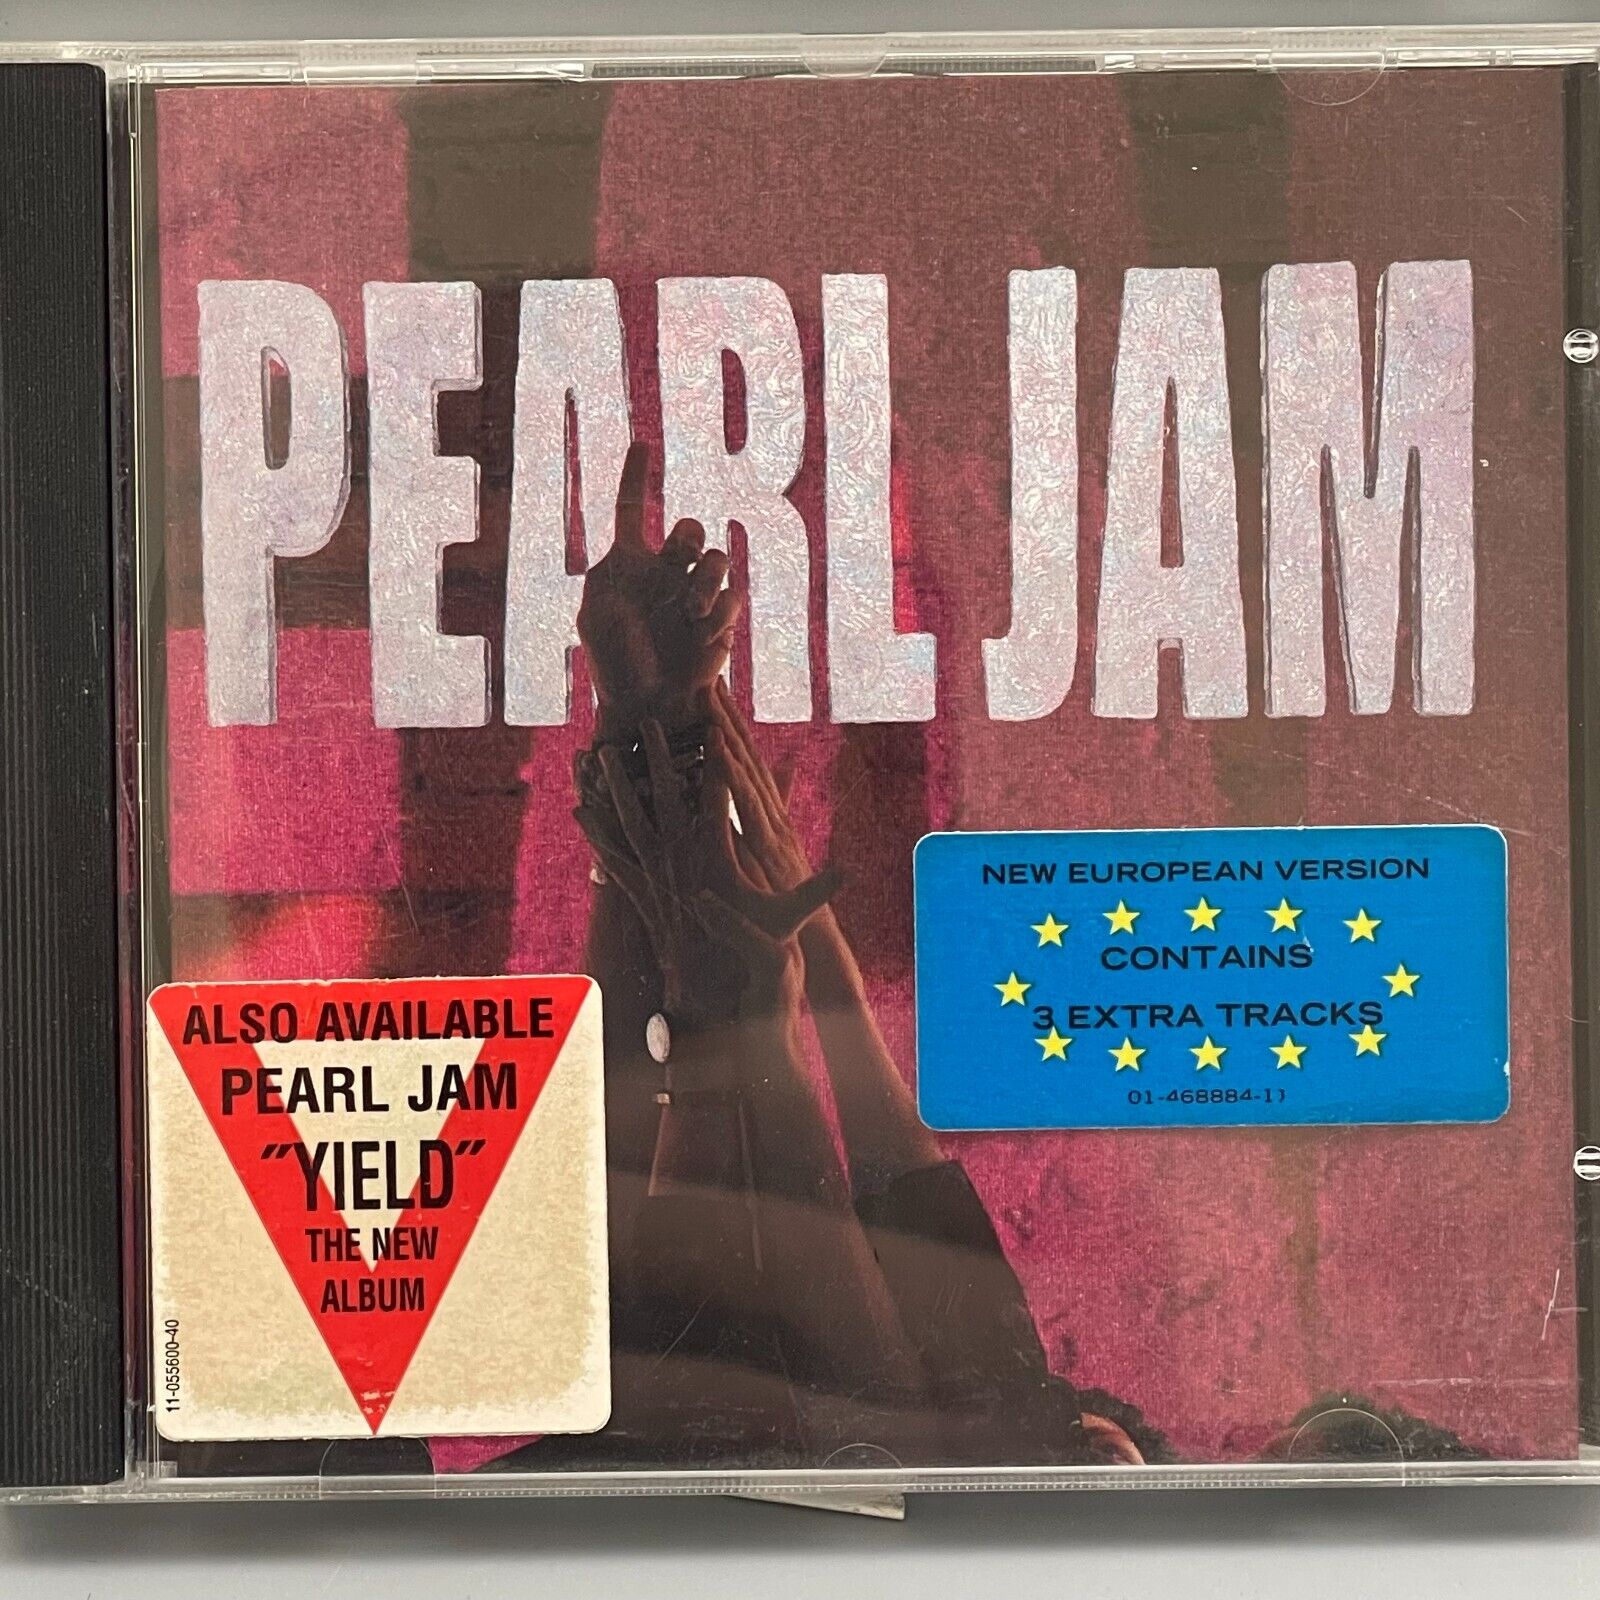 PEARL JAM
NEW EUROPEAN VERSION
CONTAINS
3 EXTRA TRACKS
01-468884-11
ALSO AVAILABLE
PEARL JAM
"YIELD"
THE NEW
ALBUM
11-055600-40